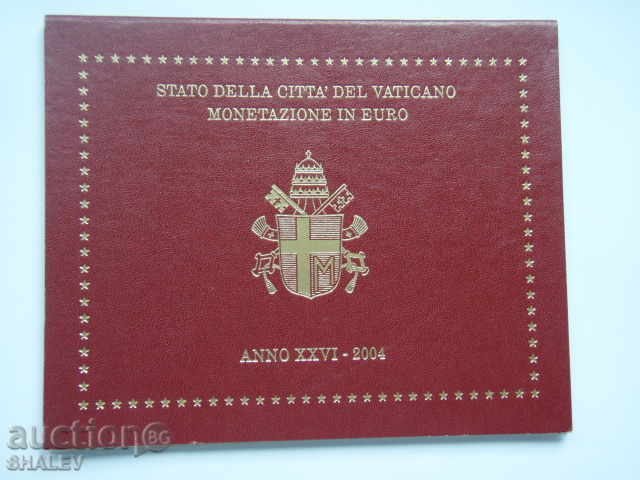 STATO DELLA CITTA' DEL VATICANO
MONETAZIONE IN EURO
M
ANNO XXVI - 2004
auction BG
SHALEV